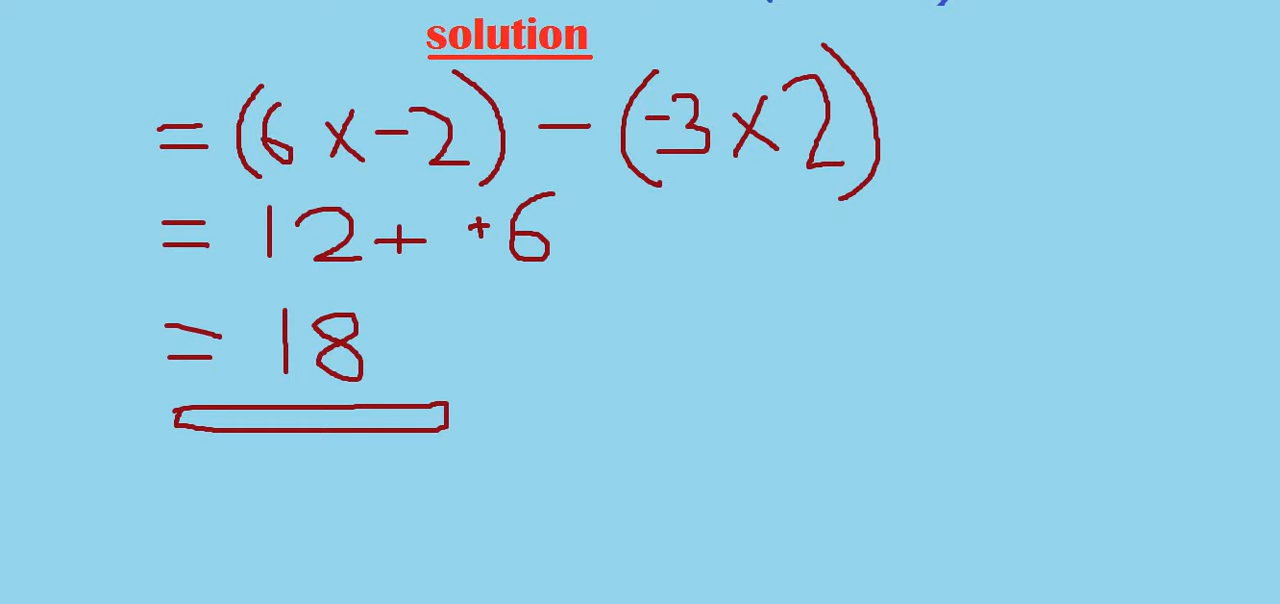 solution
= (6 x -2) - (-3 x 2)
= 12 + +6
= 18